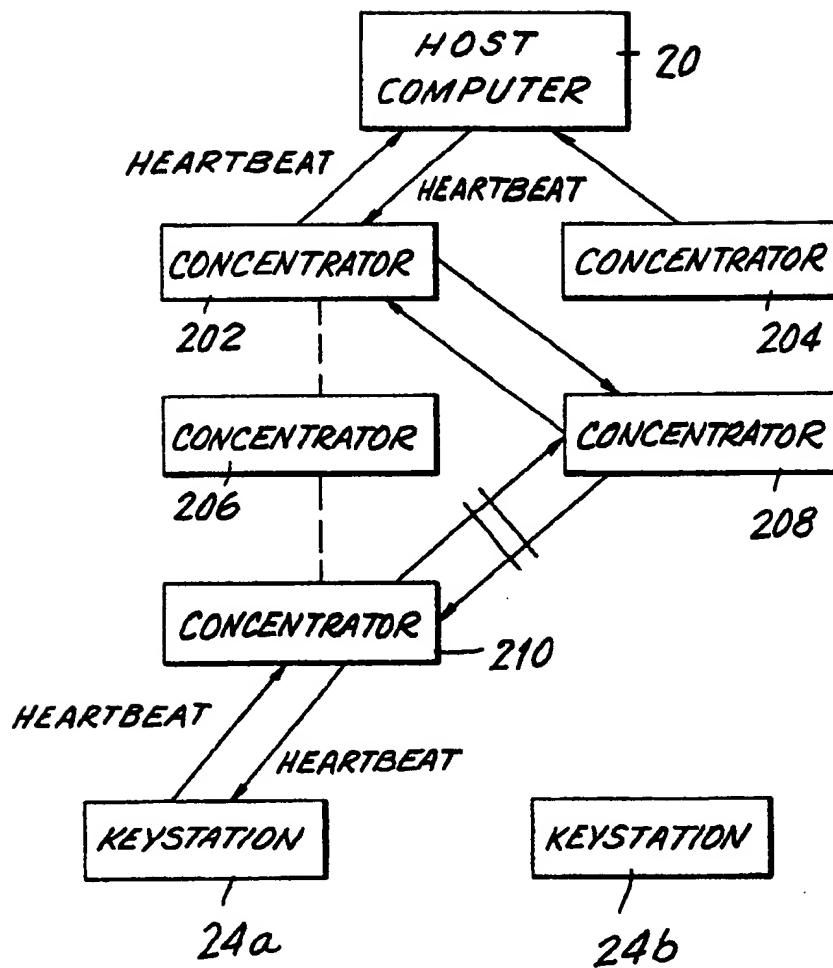 HOST
COMPUTER
20
HEARTBEAT
HEARTBEAT
CONCENTRATOR
CONCENTRATOR
202
204
CONCENTRATOR
CONCENTRATOR
206
208
CONCENTRATOR
210
HEARTBEAT
HEARTBEAT
KEYSTATION
KEYSTATION
24a
24b